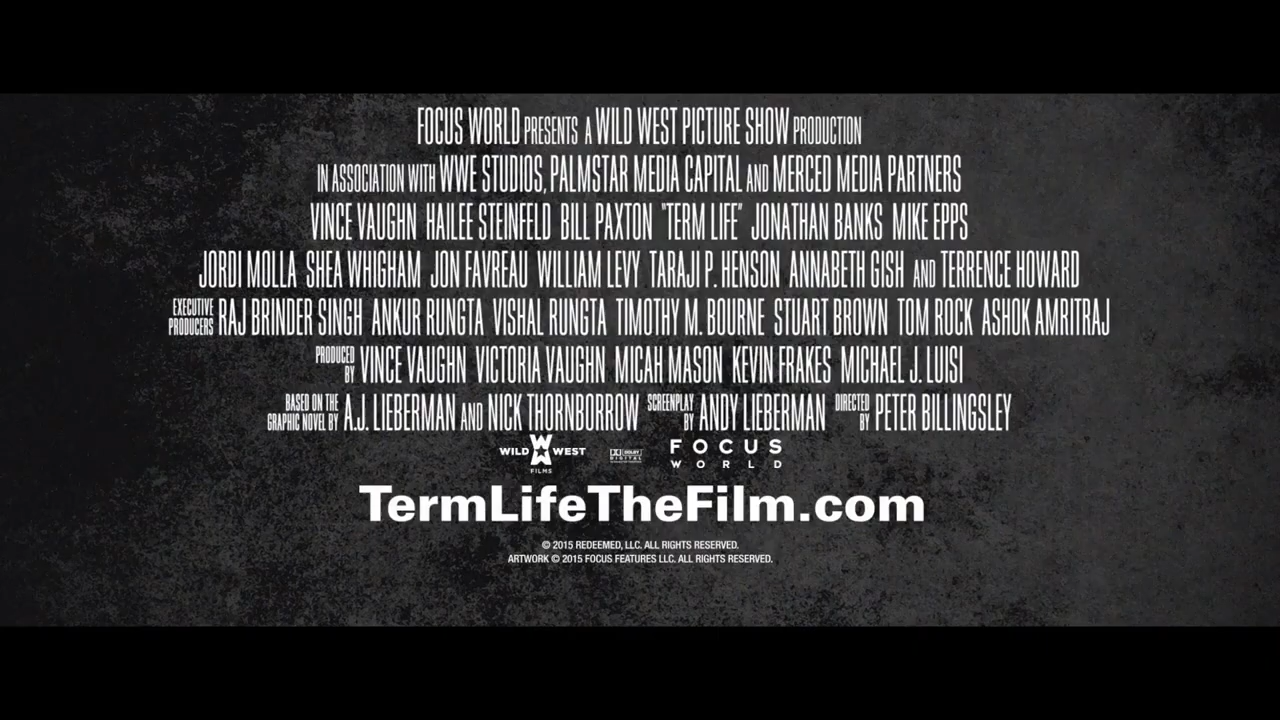 FOCUS WORLD PRESENTS A WILD WEST PICTURE SHOW PRODUCTION
IN ASSOCIATION WITH WWE STUDIOS, PALMSTAR MEDIA CAPITAL AND MERCED MEDIA PARTNERS
VINCE VAUGHN HAILEE STEINFELD BILL PAXTON "TERM LIFE" JONATHAN BANKS MIKE EPPS
JORDI MOLLA SHEA WHIGHAM JON FAVREAU WILLIAM LEVY TARAJI P. HENSON ANNABETH GISH AND TERRENCE HOWARD
EXECUTIVE PRODUCERS RAJ BRINDER SINGH ANKUR RUNGTA VISHAL RUNGTA TIMOTHY M. BOURNE STUART BROWN TOM ROCK ASHOK AMRITRAJ
PRODUCED BY VINCE VAUGHN VICTORIA VAUGHN MICAH MASON KEVIN FRAKES MICHAEL J. LUISI
BASED ON THE GRAPHIC NOVEL BY A.J. LIEBERMAN AND NICK THORNBORROW SCREENPLAY BY ANDY LIEBERMAN DIRECTED BY PETER BILLINGSLEY
WILD WEST FILMS DOLBY DIGITAL FOCUS WORLD
TermLifeTheFilm.com
© 2015 REDEEMED, LLC. ALL RIGHTS RESERVED.
ARTWORK © 2015 FOCUS FEATURES LLC. ALL RIGHTS RESERVED.